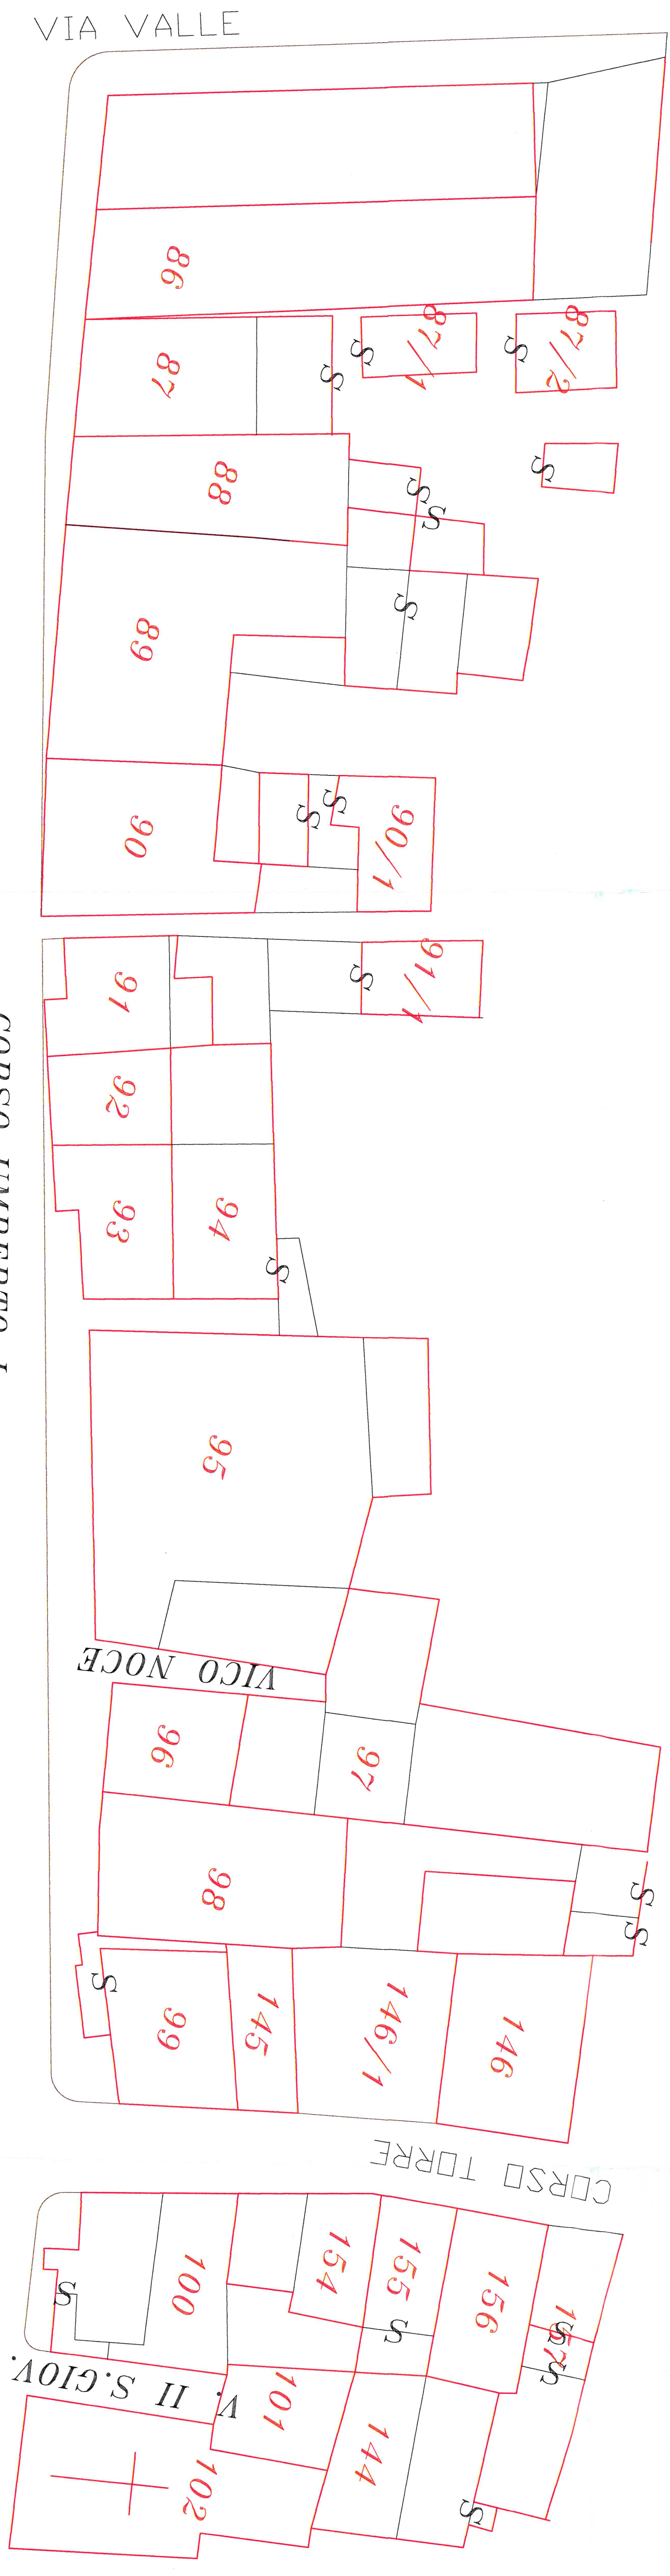 VIA VALLE
86
87
S
87/1
S
87/2
S
88
S
S
S
89
S
90
S
S
90/1
91
S
91/1
92
93
94
S
95
VICO NOCE
96
97
98
S
S
S
99
145
146/1
146
CORSO TORRE
100
154
155
156
157
S
S
S
S
V. II S.GIOV.
101
144
102
S